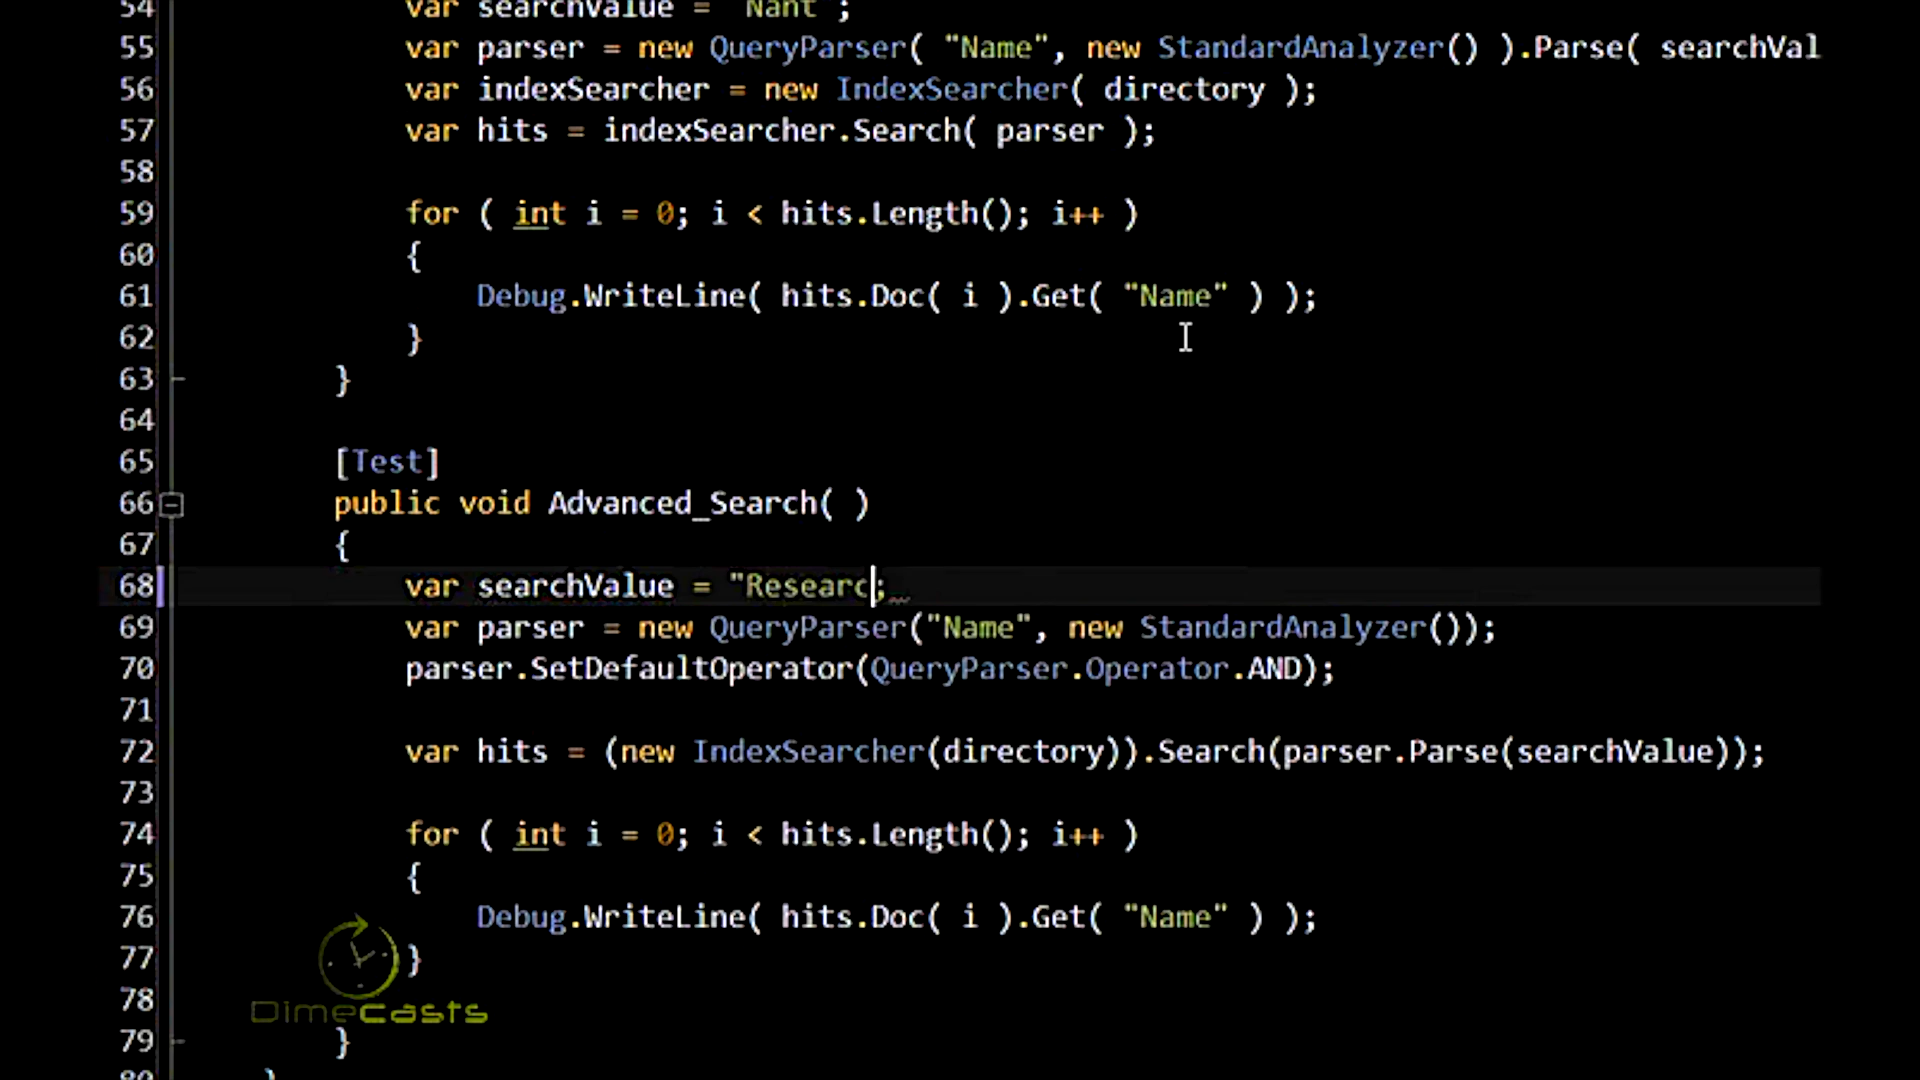 54 var searchValue = "Nant";
55 var parser = new QueryParser( "Name", new StandardAnalyzer() ).Parse( searchVal
56 var indexSearcher = new IndexSearcher( directory );
57 var hits = indexSearcher.Search( parser );
58
59 for ( int i = 0; i < hits.Length(); i++ )
60 {
61 Debug.WriteLine( hits.Doc( i ).Get( "Name" ) );
62 }
63 }
64
65 [Test]
66 public void Advanced_Search( )
67 {
68 var searchValue = "Researc;
69 var parser = new QueryParser("Name", new StandardAnalyzer());
70 parser.SetDefaultOperator(QueryParser.Operator.AND);
71
72 var hits = (new IndexSearcher(directory)).Search(parser.Parse(searchValue));
73
74 for ( int i = 0; i < hits.Length(); i++ )
75 {
76 Debug.WriteLine( hits.Doc( i ).Get( "Name" ) );
77 }
78
Dimecasts
79 }
80 }